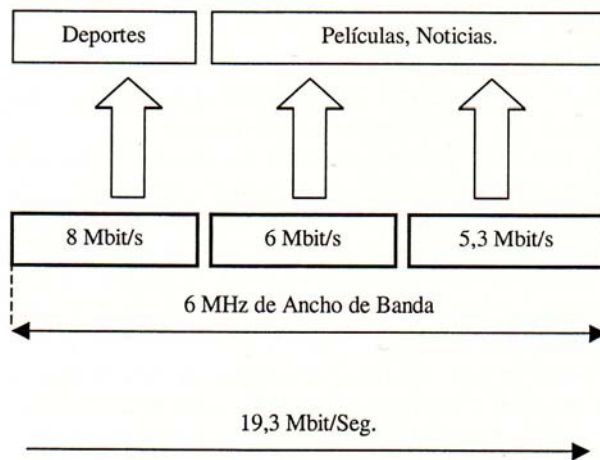 Deportes
Películas, Noticias.
8 Mbit/s
6 Mbit/s
5,3 Mbit/s
6 MHz de Ancho de Banda
19,3 Mbit/Seg.